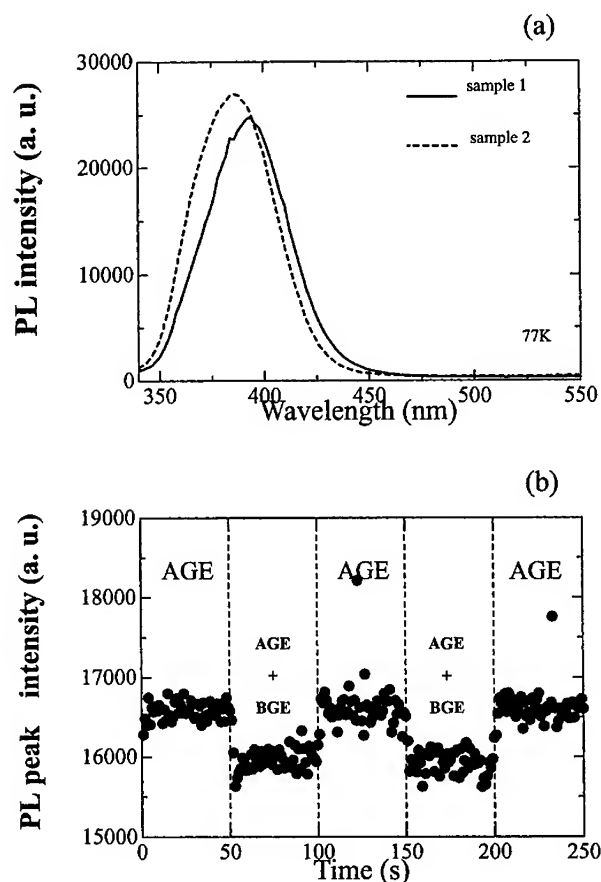 (a)
PL intensity (a. u.)
30000
20000
10000
0
sample 1
sample 2
77K
350 400 450 500 550
Wavelength (nm)
(b)
PL peak intensity (a. u.)
19000
18000
17000
16000
15000
AGE AGE AGE
AGE AGE
+ +
BGE BGE
0 50 100 150 200 250
Time (s)